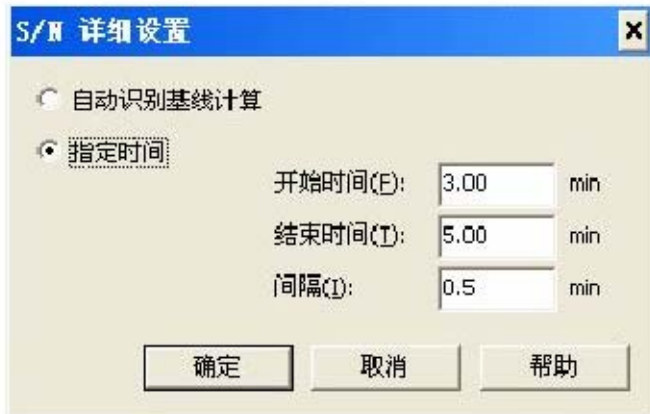 S/N 详细设置
自动识别基线计算
指定时间
开始时间(F): 3.00 min
结束时间(T): 5.00 min
间隔(I): 0.5 min
确定 取消 帮助